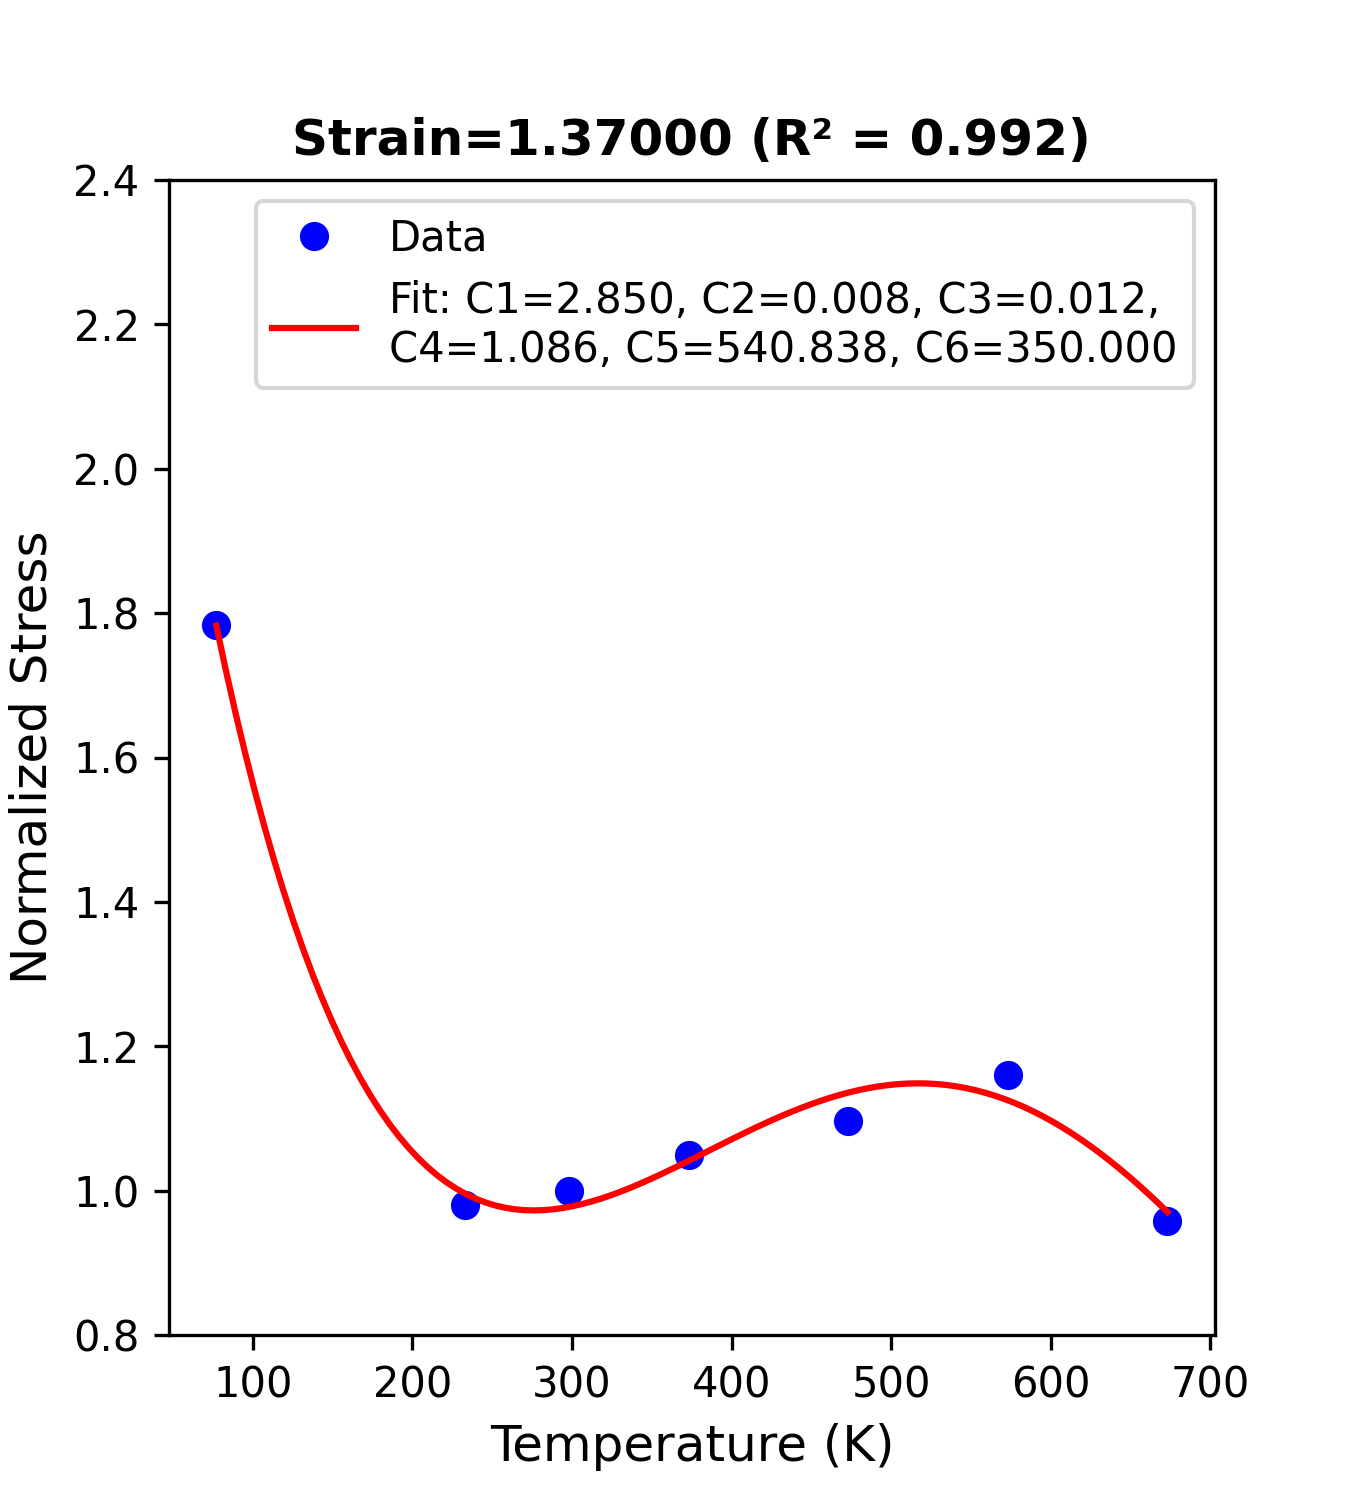 Strain=1.37000 (R² = 0.992)
Data
Fit: C1=2.850, C2=0.008, C3=0.012,
C4=1.086, C5=540.838, C6=350.000
2.4
2.2
2.0
1.8
1.6
1.4
1.2
1.0
0.8
Normalized Stress
100 200 300 400 500 600 700
Temperature (K)